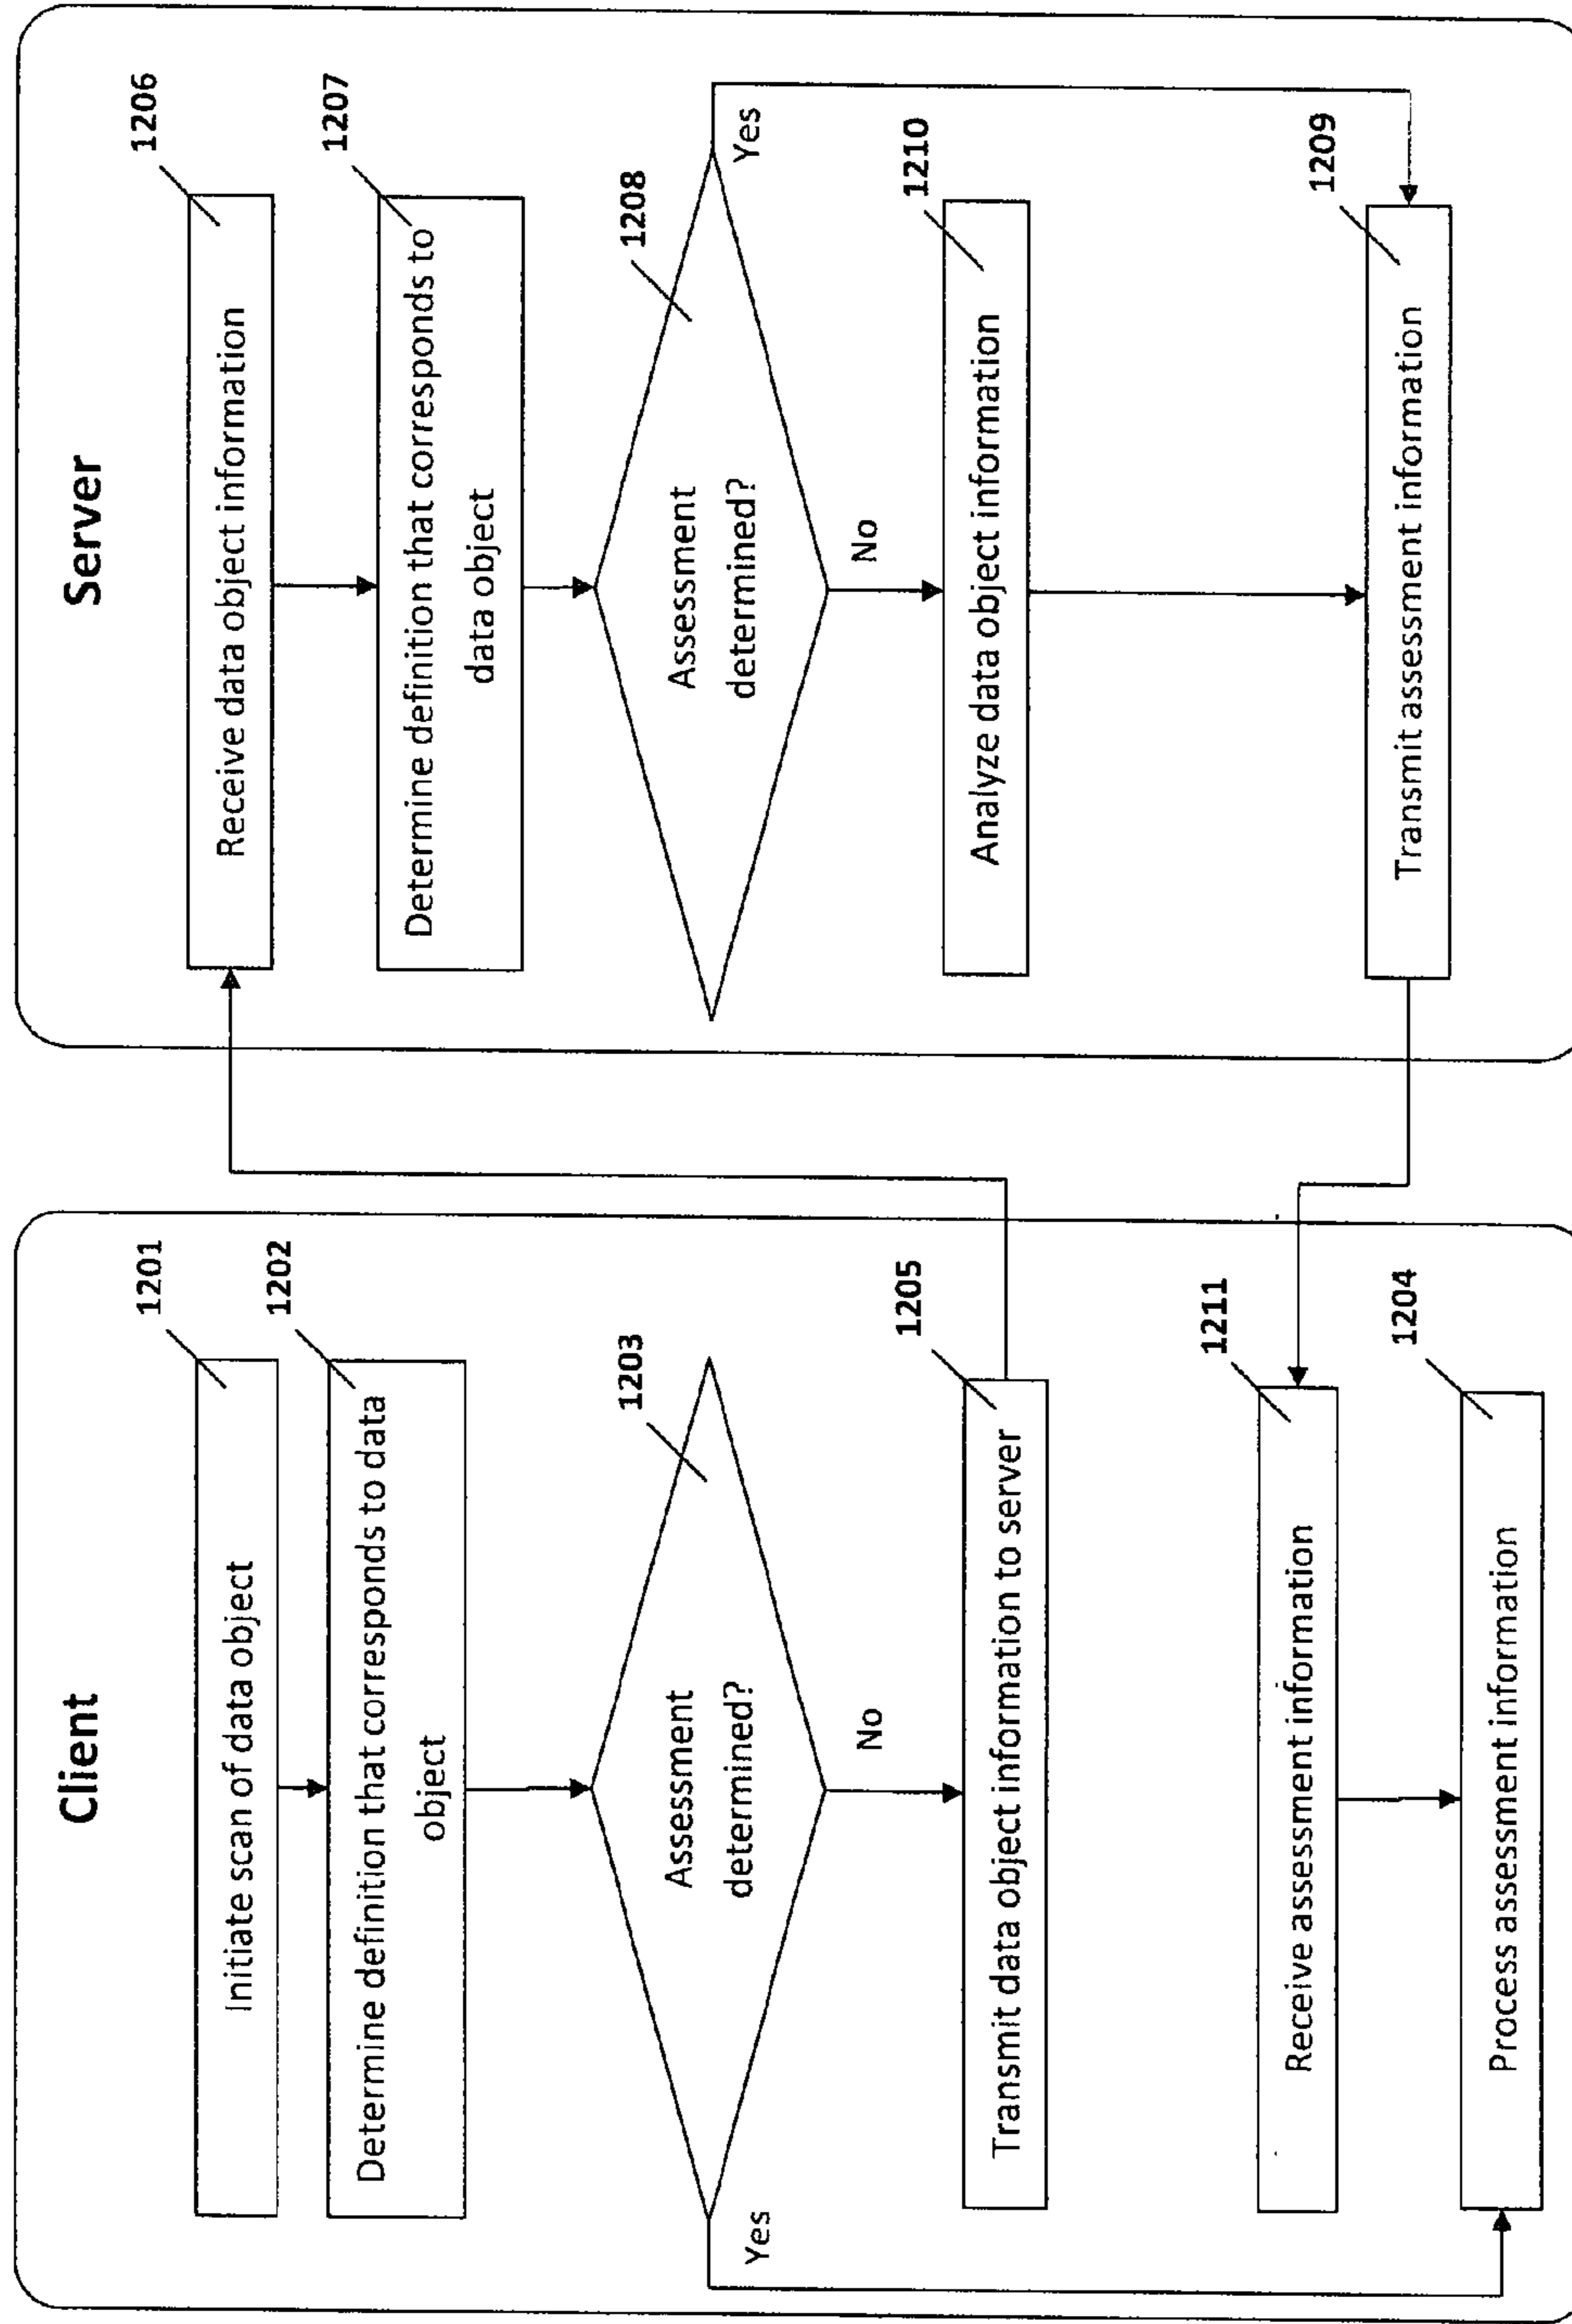 Client
1201
Initiate scan of data object
1202
Determine definition that corresponds to data
object
1203
Assessment
determined?
Yes
No
1205
Transmit data object information to server
1211
Receive assessment information
1204
Process assessment information
Server
1206
Receive data object information
1207
Determine definition that corresponds to
data object
1208
Assessment
determined?
Yes
No
1210
Analyze data object information
1209
Transmit assessment information